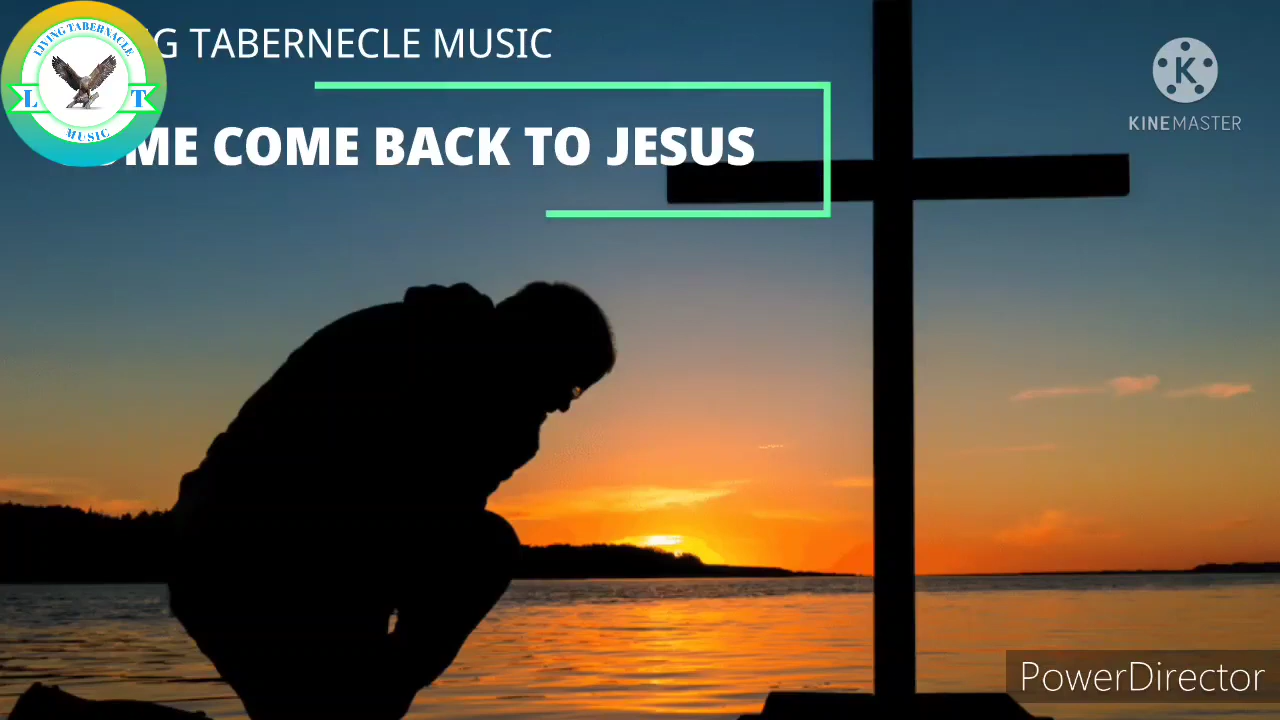 LIVING TABERNACLE
L T
MUSIC
G TABERNECLE MUSIC
ME COME BACK TO JESUS
K
KINEMASTER
PowerDirector